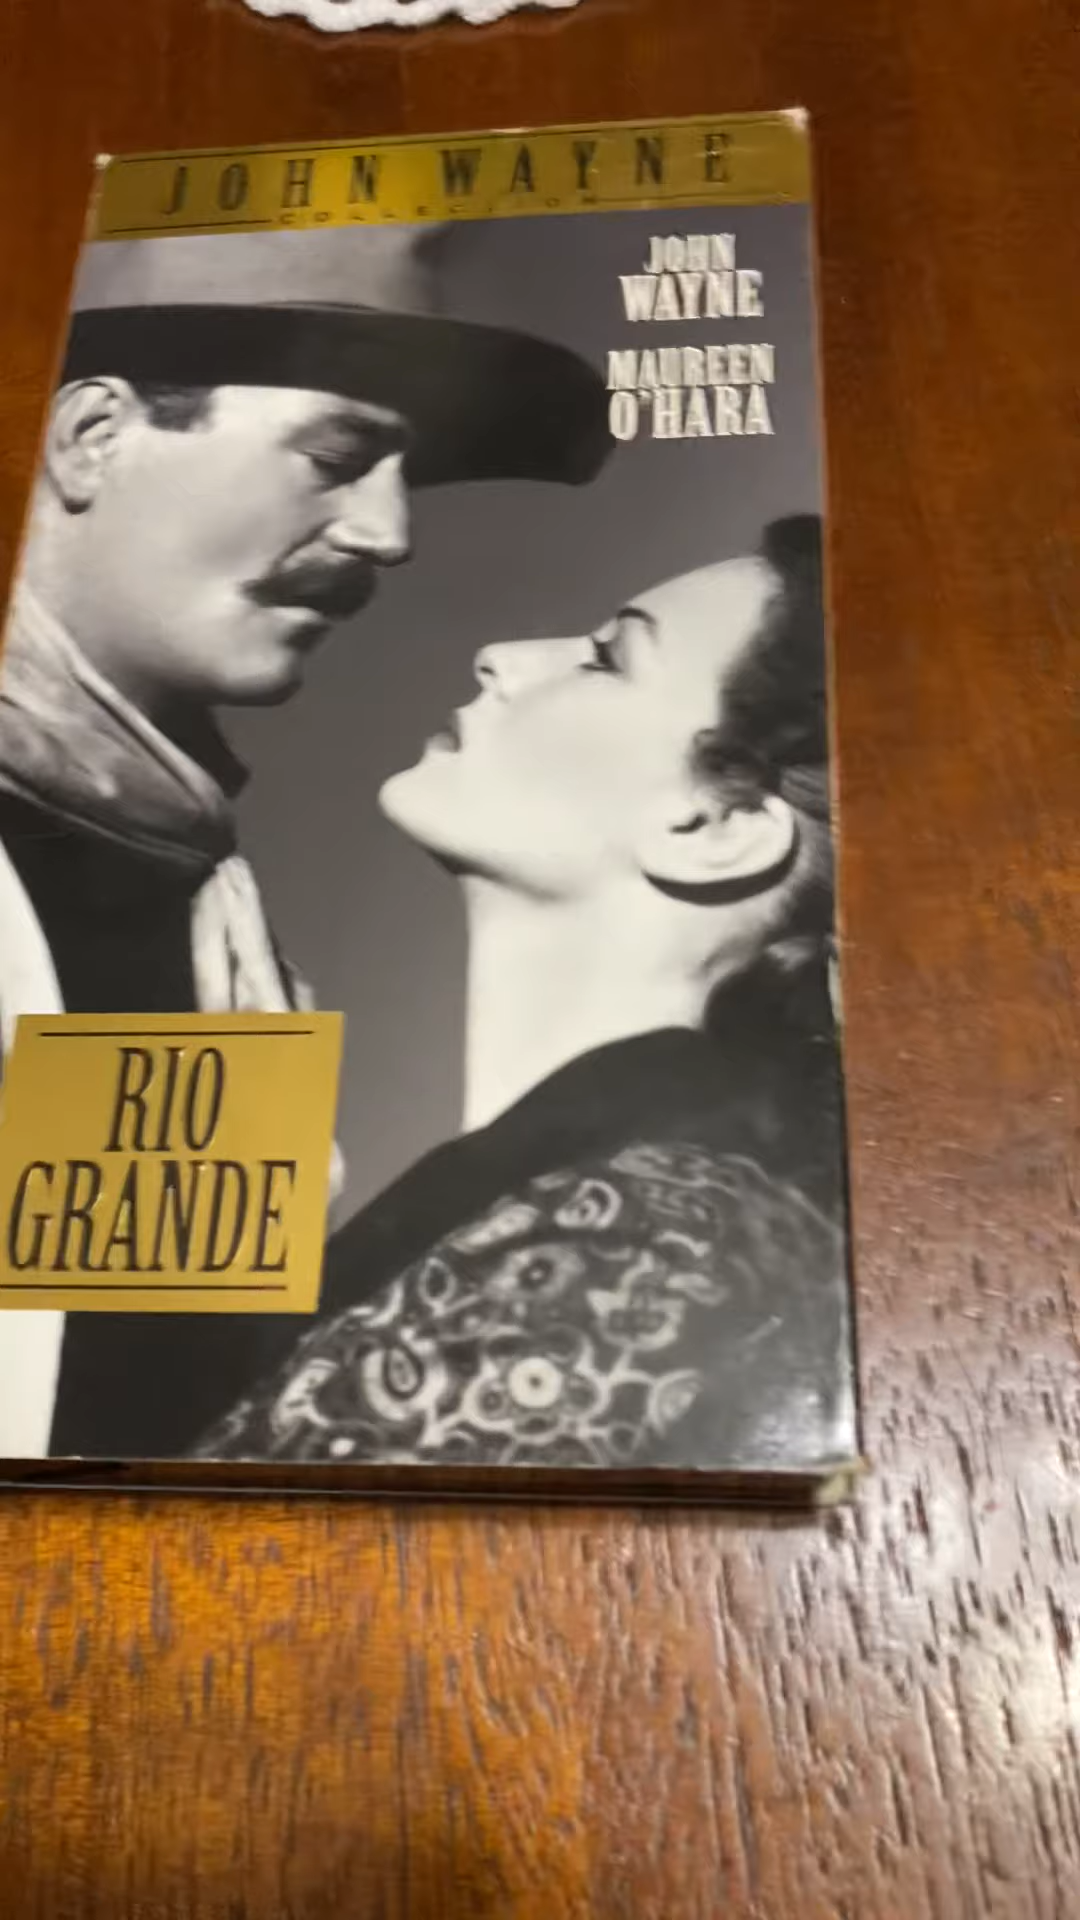 JOHN WAYNE
COLLECTION
JOHN
WAYNE
MAUREEN
O'HARA
RIO
GRANDE